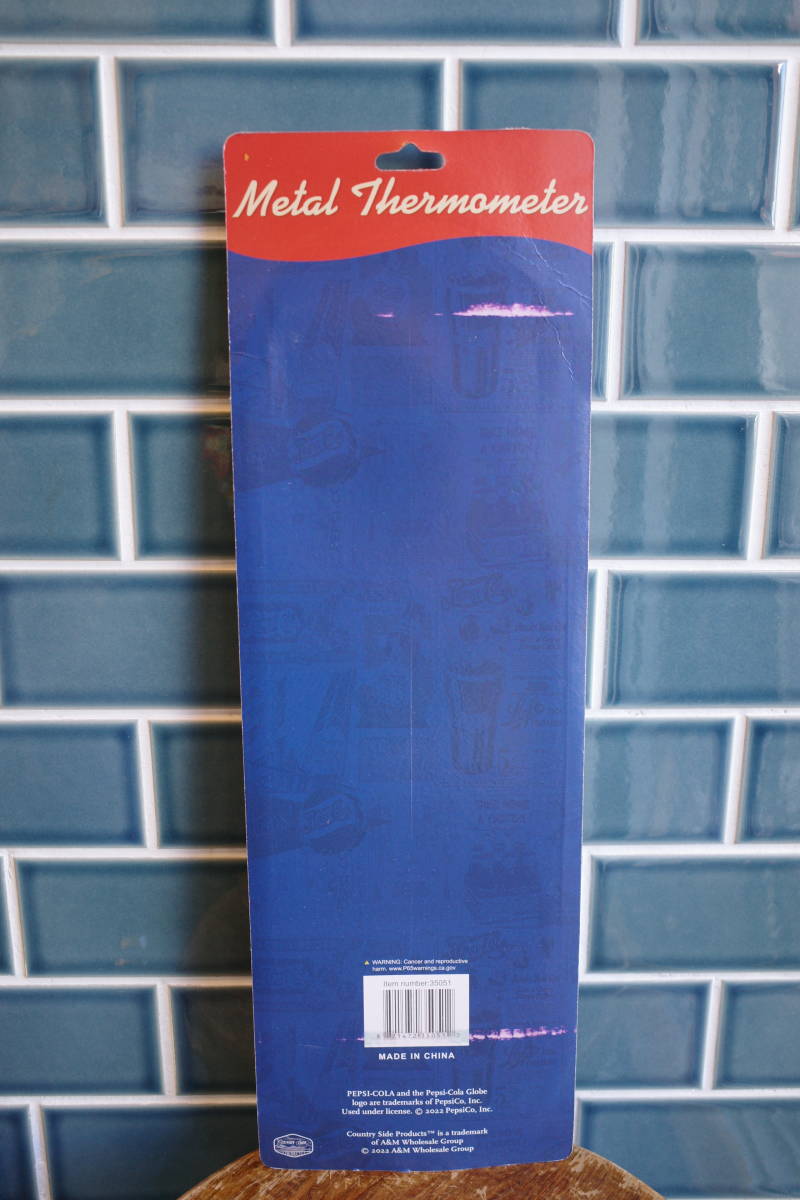 Metal Thermometer
WARNING: Cancer and reproductive
harm. www.P65warnings.ca.gov
Item number:35051
MADE IN CHINA
PEPSI-COLA and the Pepsi-Cola Globe
logo are trademarks of PepsiCo, Inc.
Used under license. © 2022 PepsiCo, Inc.
Country Side Products™ is a trademark
of A&M Wholesale Group
© 2022 A&M Wholesale Group